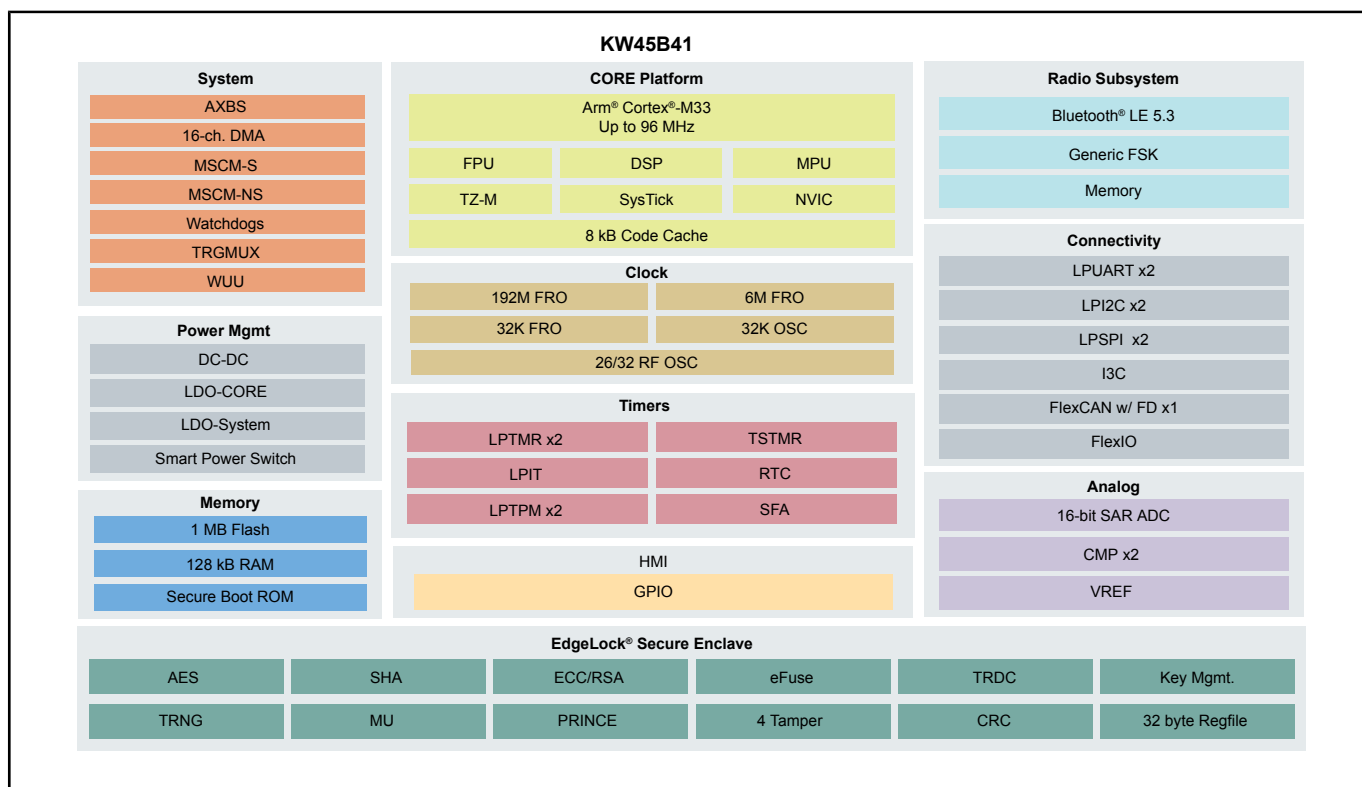 KW45B41
System
AXBS
16-ch. DMA
MSCM-S
MSCM-NS
Watchdogs
TRGMUX
WUU
Power Mgmt
DC-DC
LDO-CORE
LDO-System
Smart Power Switch
Memory
1 MB Flash
128 kB RAM
Secure Boot ROM
CORE Platform
Arm® Cortex®-M33
Up to 96 MHz
FPU DSP MPU
TZ-M SysTick NVIC
8 kB Code Cache
Clock
192M FRO 6M FRO
32K FRO 32K OSC
26/32 RF OSC
Timers
LPTMR x2 TSTMR
LPIT RTC
LPTPM x2 SFA
HMI
GPIO
Radio Subsystem
Bluetooth® LE 5.3
Generic FSK
Memory
Connectivity
LPUART x2
LPI2C x2
LPSPI x2
I3C
FlexCAN w/ FD x1
FlexIO
Analog
16-bit SAR ADC
CMP x2
VREF
EdgeLock® Secure Enclave
AES SHA ECC/RSA eFuse TRDC Key Mgmt.
TRNG MU PRINCE 4 Tamper CRC 32 byte Regfile